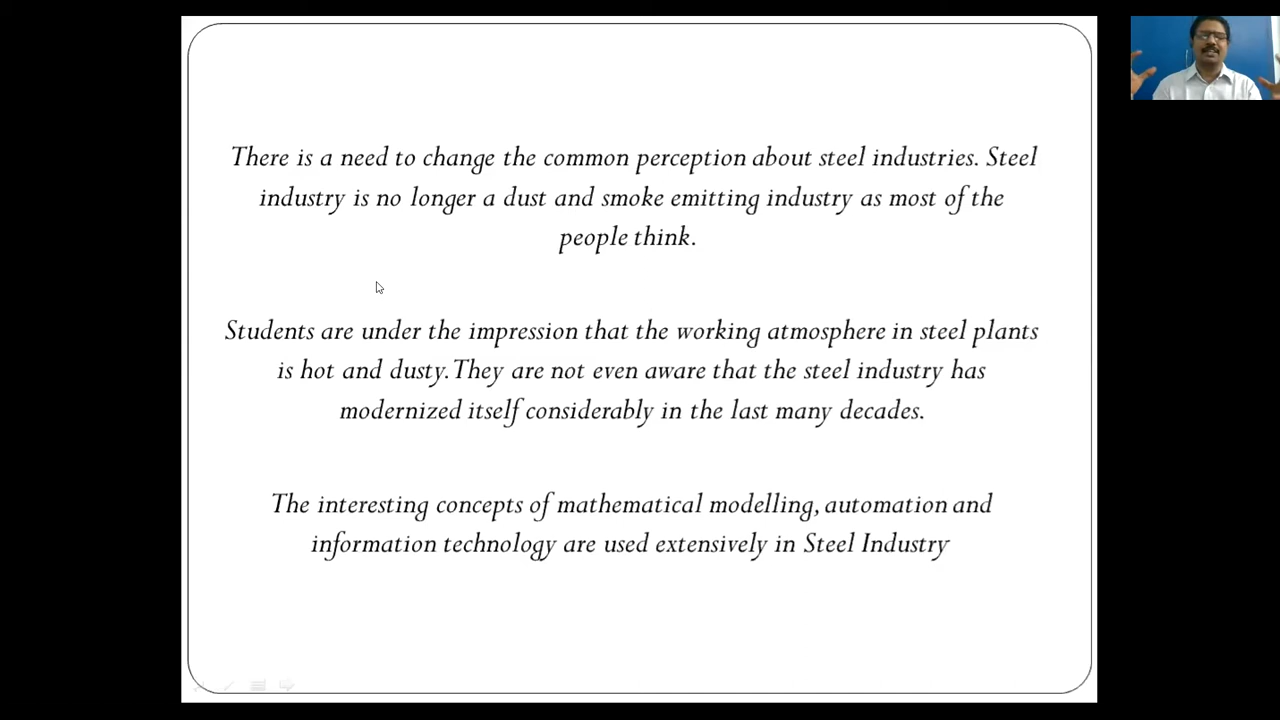 There is a need to change the common perception about steel industries. Steel
industry is no longer a dust and smoke emitting industry as most of the
people think.
Students are under the impression that the working atmosphere in steel plants
is hot and dusty. They are not even aware that the steel industry has
modernized itself considerably in the last many decades.
The interesting concepts of mathematical modelling, automation and
information technology are used extensively in Steel Industry